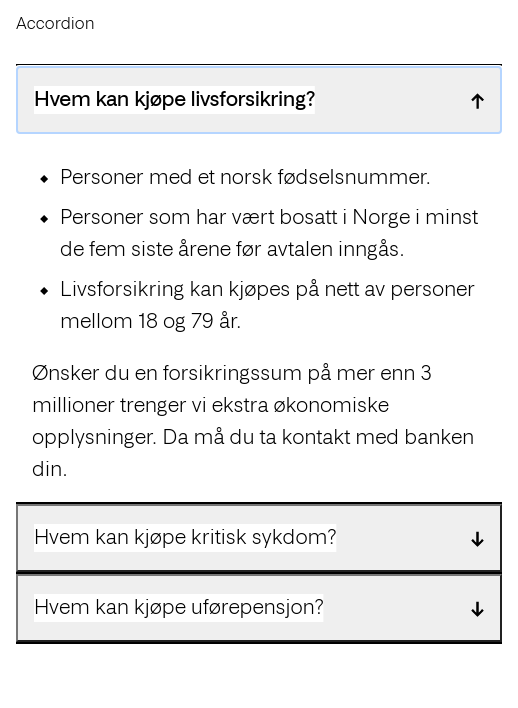 Accordion
Hvem kan kjøpe livsforsikring?
Personer med et norsk fødselsnummer.
Personer som har vært bosatt i Norge i minst
de fem siste årene før avtalen inngås.
Livsforsikring kan kjøpes på nett av personer
mellom 18 og 79 år.
Ønsker du en forsikringssum på mer enn 3
millioner trenger vi ekstra økonomiske
opplysninger. Da må du ta kontakt med banken
din.
Hvem kan kjøpe kritisk sykdom?
Hvem kan kjøpe uførepensjon?